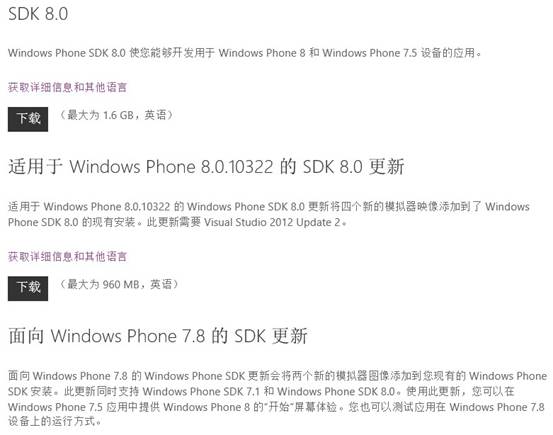 SDK 8.0
Windows Phone SDK 8.0 使您能够开发用于 Windows Phone 8 和 Windows Phone 7.5 设备的应用。
获取详细信息和其他语言
下载 （最大为 1.6 GB，英语）
适用于 Windows Phone 8.0.10322 的 SDK 8.0 更新
适用于 Windows Phone 8.0.10322 的 Windows Phone SDK 8.0 更新将四个新的模拟器映像添加到了 Windows
Phone SDK 8.0 的现有安装。此更新需要 Visual Studio 2012 Update 2。
获取详细信息和其他语言
下载 （最大为 960 MB，英语）
面向 Windows Phone 7.8 的 SDK 更新
面向 Windows Phone 7.8 的 Windows Phone SDK 更新会将两个新的模拟器图像添加到您现有的 Windows Phone
SDK 安装。此更新同时支持 Windows Phone SDK 7.1 和 Windows Phone SDK 8.0。使用此更新，您可以在
Windows Phone 7.5 应用中提供 Windows Phone 8 的“开始”屏幕体验。您也可以测试应用在 Windows Phone 7.8
设备上的运行方式。